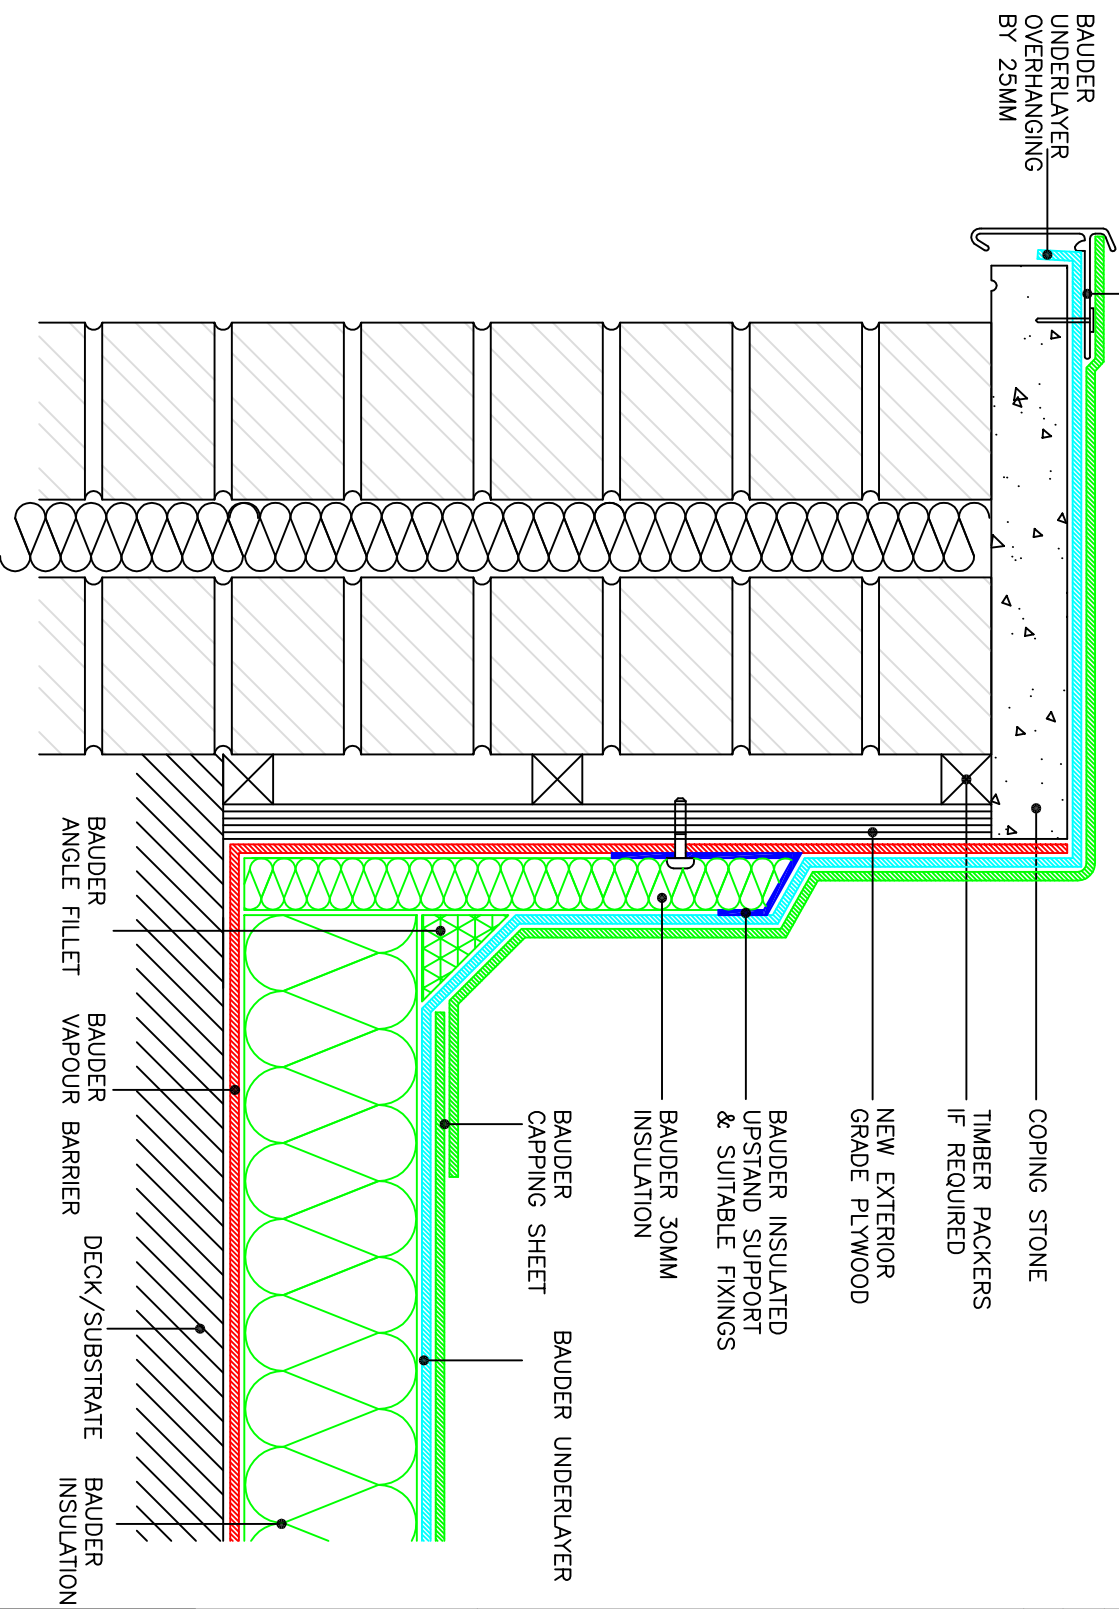 BAUDER
UNDERLAYER
OVERHANGING
BY 25MM
COPING STONE
TIMBER PACKERS
IF REQUIRED
NEW EXTERIOR
GRADE PLYWOOD
BAUDER INSULATED
UPSTAND SUPPORT
& SUITABLE FIXINGS
BAUDER 30MM
INSULATION
BAUDER
CAPPING SHEET
BAUDER UNDERLAYER
BAUDER
ANGLE FILLET
BAUDER
VAPOUR BARRIER
DECK/SUBSTRATE
BAUDER
INSULATION